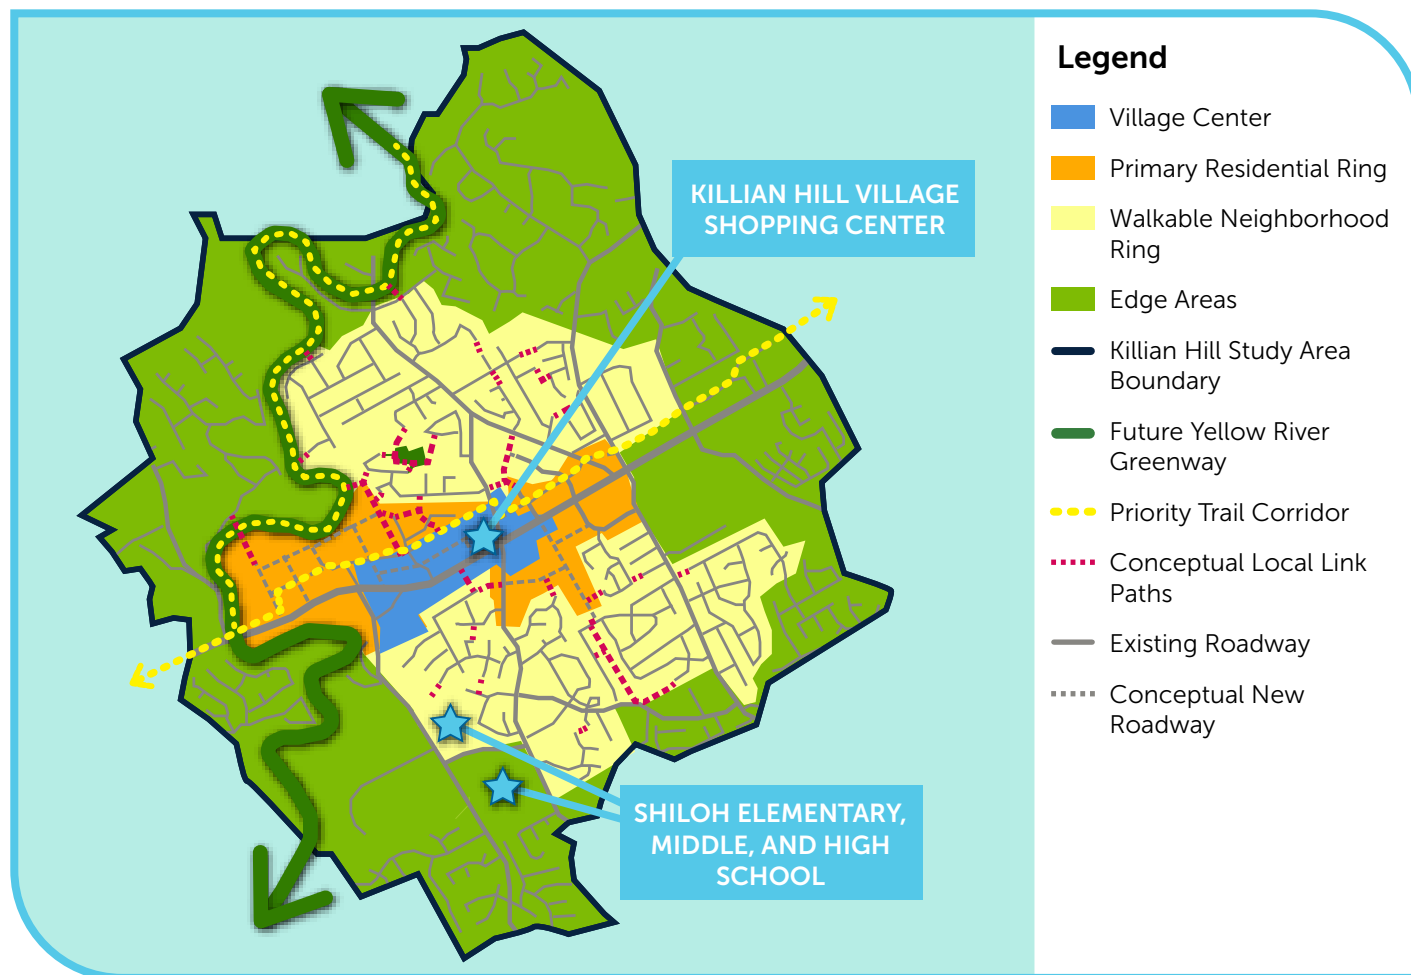 KILLIAN HILL VILLAGE
SHOPPING CENTER
SHILOH ELEMENTARY,
MIDDLE, AND HIGH
SCHOOL
Legend
Village Center
Primary Residential Ring
Walkable Neighborhood
Ring
Edge Areas
Killian Hill Study Area
Boundary
Future Yellow River
Greenway
Priority Trail Corridor
Conceptual Local Link
Paths
Existing Roadway
Conceptual New
Roadway